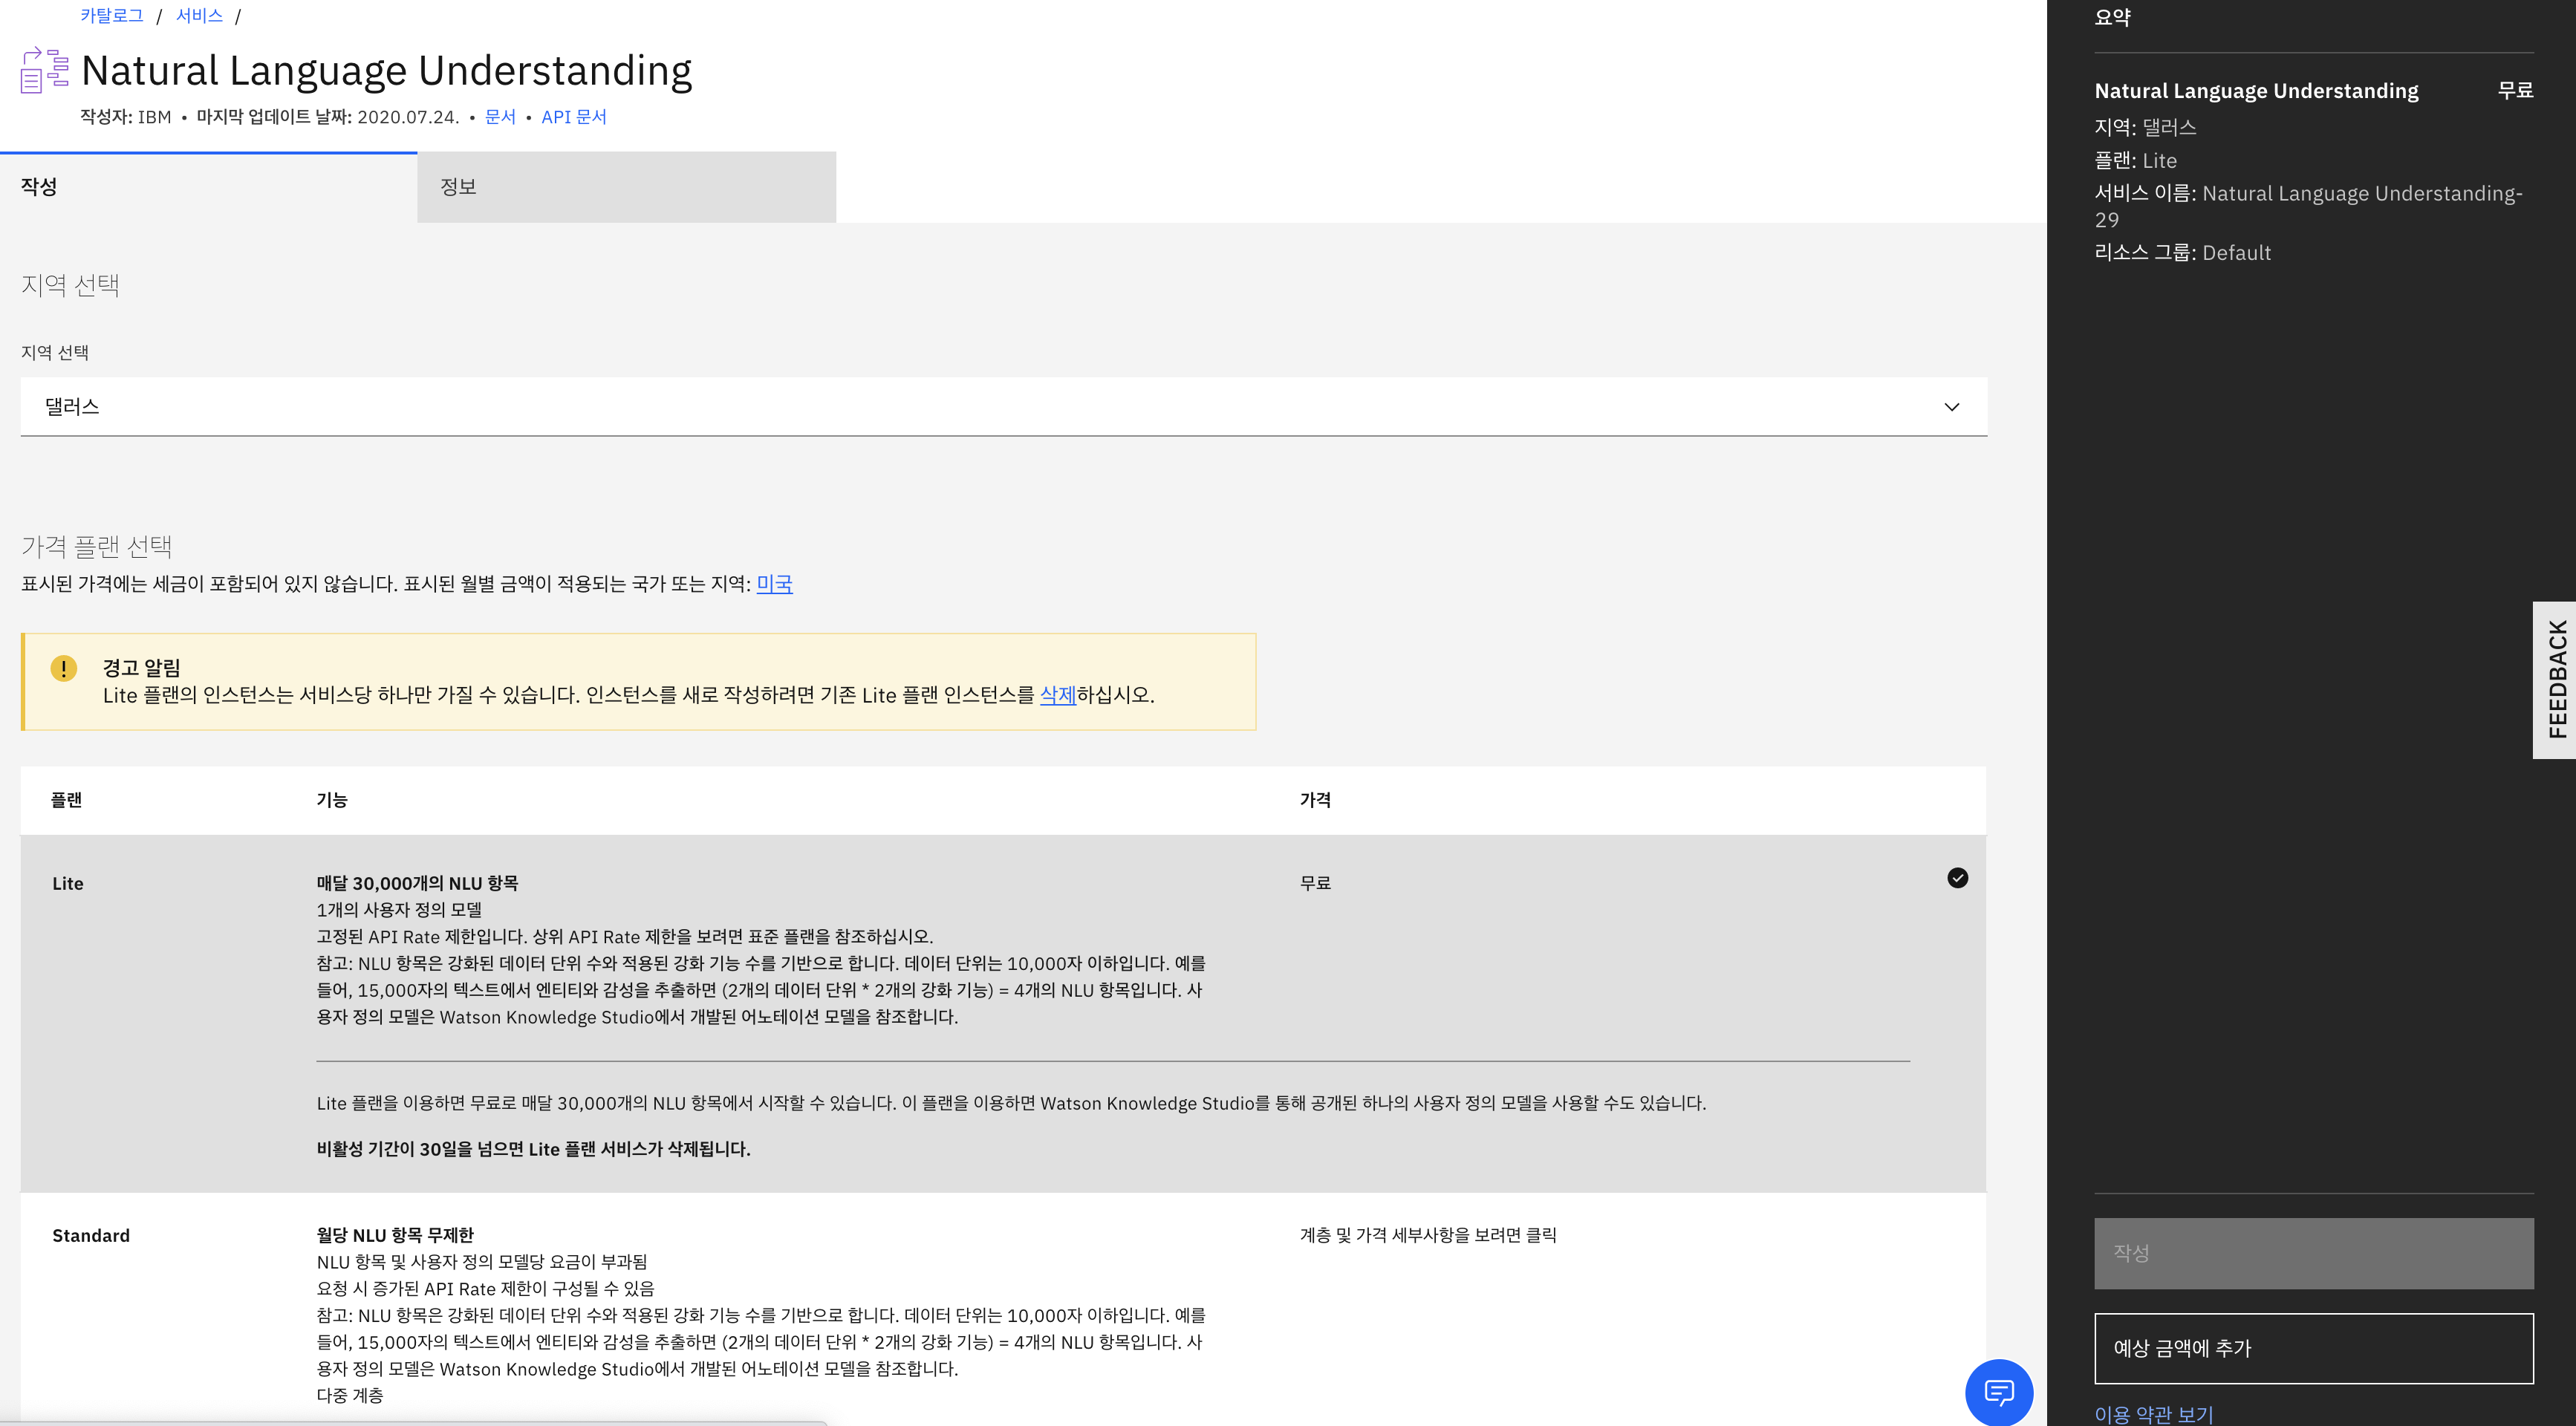 카탈로그 / 서비스 /
Natural Language Understanding
작성자: IBM • 마지막 업데이트 날짜: 2020.07.24. • 문서 • API 문서
작성
정보
지역 선택
지역 선택
댈러스
가격 플랜 선택
표시된 가격에는 세금이 포함되어 있지 않습니다. 표시된 월별 금액이 적용되는 국가 또는 지역: 미국
경고 알림
Lite 플랜의 인스턴스는 서비스당 하나만 가질 수 있습니다. 인스턴스를 새로 작성하려면 기존 Lite 플랜 인스턴스를 삭제하십시오.
플랜 기능 가격
Lite
매달 30,000개의 NLU 항목
무료
1개의 사용자 정의 모델
고정된 API Rate 제한입니다. 상위 API Rate 제한을 보려면 표준 플랜을 참조하십시오.
참고: NLU 항목은 강화된 데이터 단위 수와 적용된 강화 기능 수를 기반으로 합니다. 데이터 단위는 10,000자 이하입니다. 예를
들어, 15,000자의 텍스트에서 엔티티와 감성을 추출하면 (2개의 데이터 단위 * 2개의 강화 기능) = 4개의 NLU 항목입니다. 사
용자 정의 모델은 Watson Knowledge Studio에서 개발된 어노테이션 모델을 참조합니다.
Lite 플랜을 이용하면 무료로 매달 30,000개의 NLU 항목에서 시작할 수 있습니다. 이 플랜을 이용하면 Watson Knowledge Studio를 통해 공개된 하나의 사용자 정의 모델을 사용할 수도 있습니다.
비활성 기간이 30일을 넘으면 Lite 플랜 서비스가 삭제됩니다.
Standard
월당 NLU 항목 무제한
계층 및 가격 세부사항을 보려면 클릭
NLU 항목 및 사용자 정의 모델당 요금이 부과됨
요청 시 증가된 API Rate 제한이 구성될 수 있음
참고: NLU 항목은 강화된 데이터 단위 수와 적용된 강화 기능 수를 기반으로 합니다. 데이터 단위는 10,000자 이하입니다. 예를
들어, 15,000자의 텍스트에서 엔티티와 감성을 추출하면 (2개의 데이터 단위 * 2개의 강화 기능) = 4개의 NLU 항목입니다. 사
용자 정의 모델은 Watson Knowledge Studio에서 개발된 어노테이션 모델을 참조합니다.
다중 계층
요약
Natural Language Understanding 무료
지역: 댈러스
플랜: Lite
서비스 이름: Natural Language Understanding-
29
리소스 그룹: Default
FEEDBACK
작성
예상 금액에 추가
이용 약관 보기